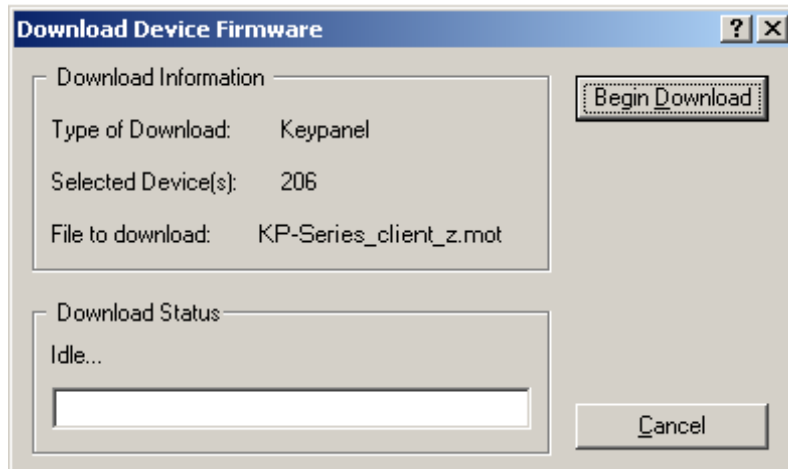 Download Device Firmware
Download Information
Type of Download: Keypanel
Selected Device(s): 206
File to download: KP-Series_client_z.mot
Begin Download
Download Status
Idle...
Cancel